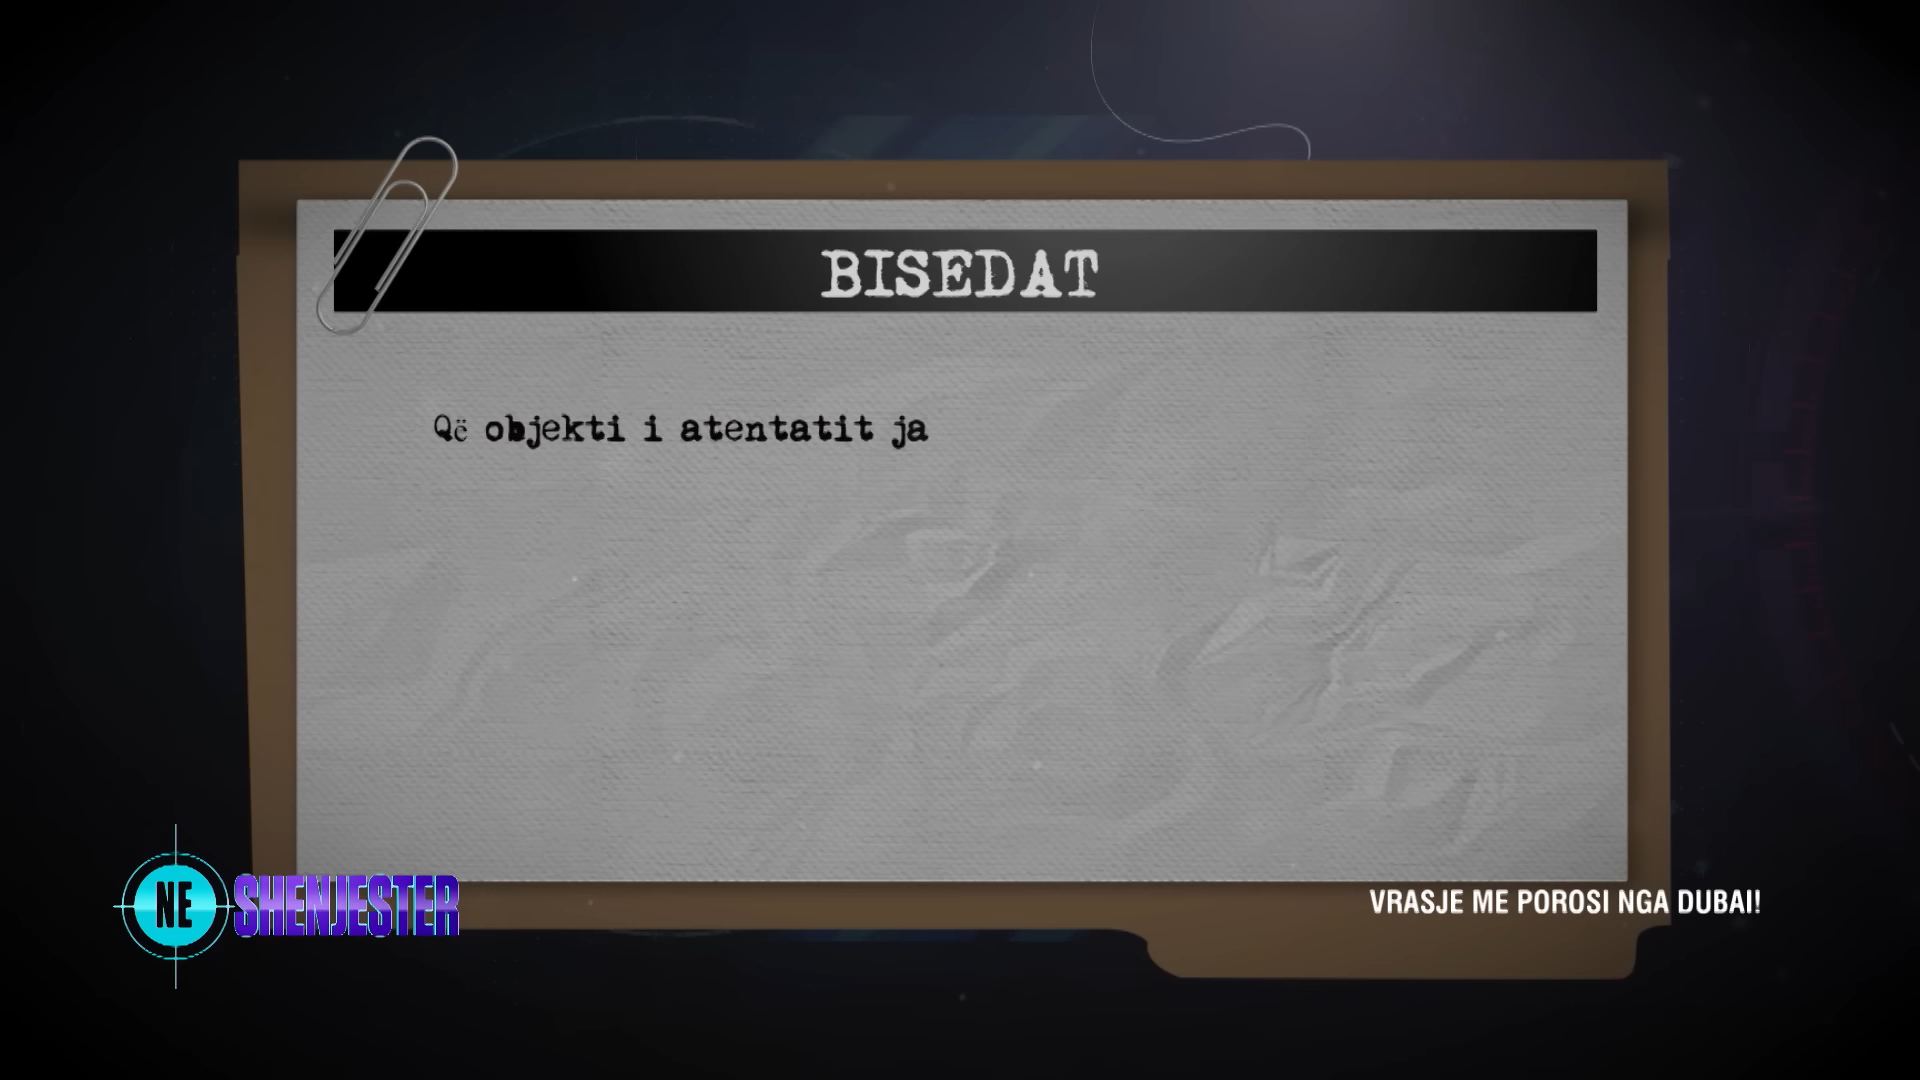 BISEDAT
Që objekti i atentatit ja
NE SHENJESTER
VRASJE ME POROSI NGA DUBAI!